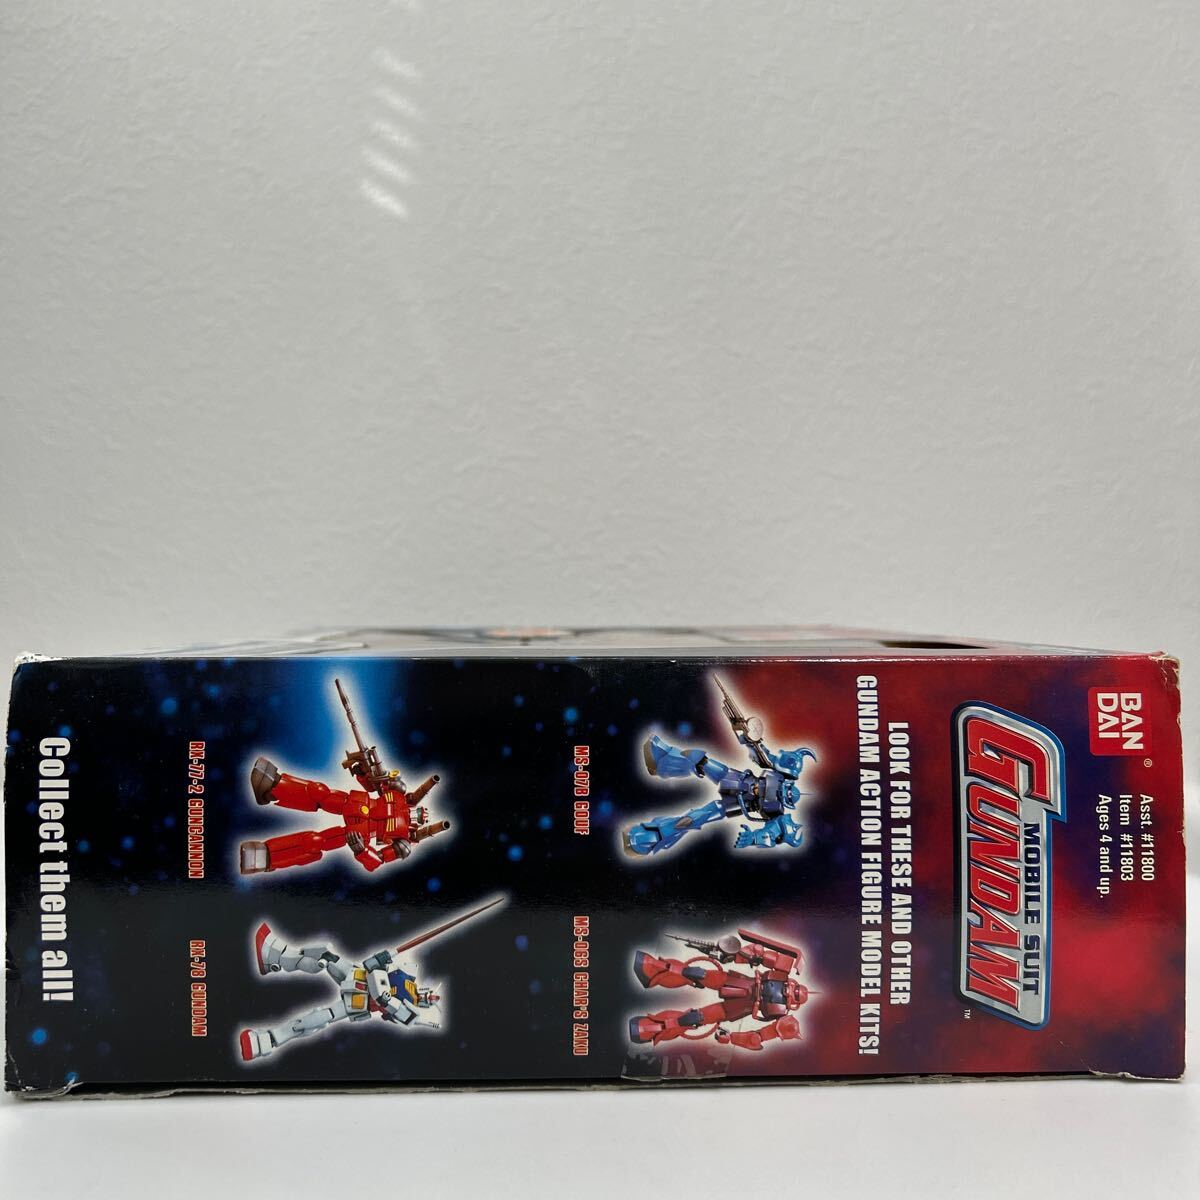 BAN
DAI
®
Asst. #11800
Item #11803
Ages 4 and up.
MOBILE SUIT
GUNDAM
TM
LOOK FOR THESE AND OTHER
GUNDAM ACTION FIGURE MODEL KITS!
MS-07B GOUF
MS-06S CHAR'S ZAKU
RX-77-2 GUNCANNON
RX-78 GUNDAM
Collect them all!